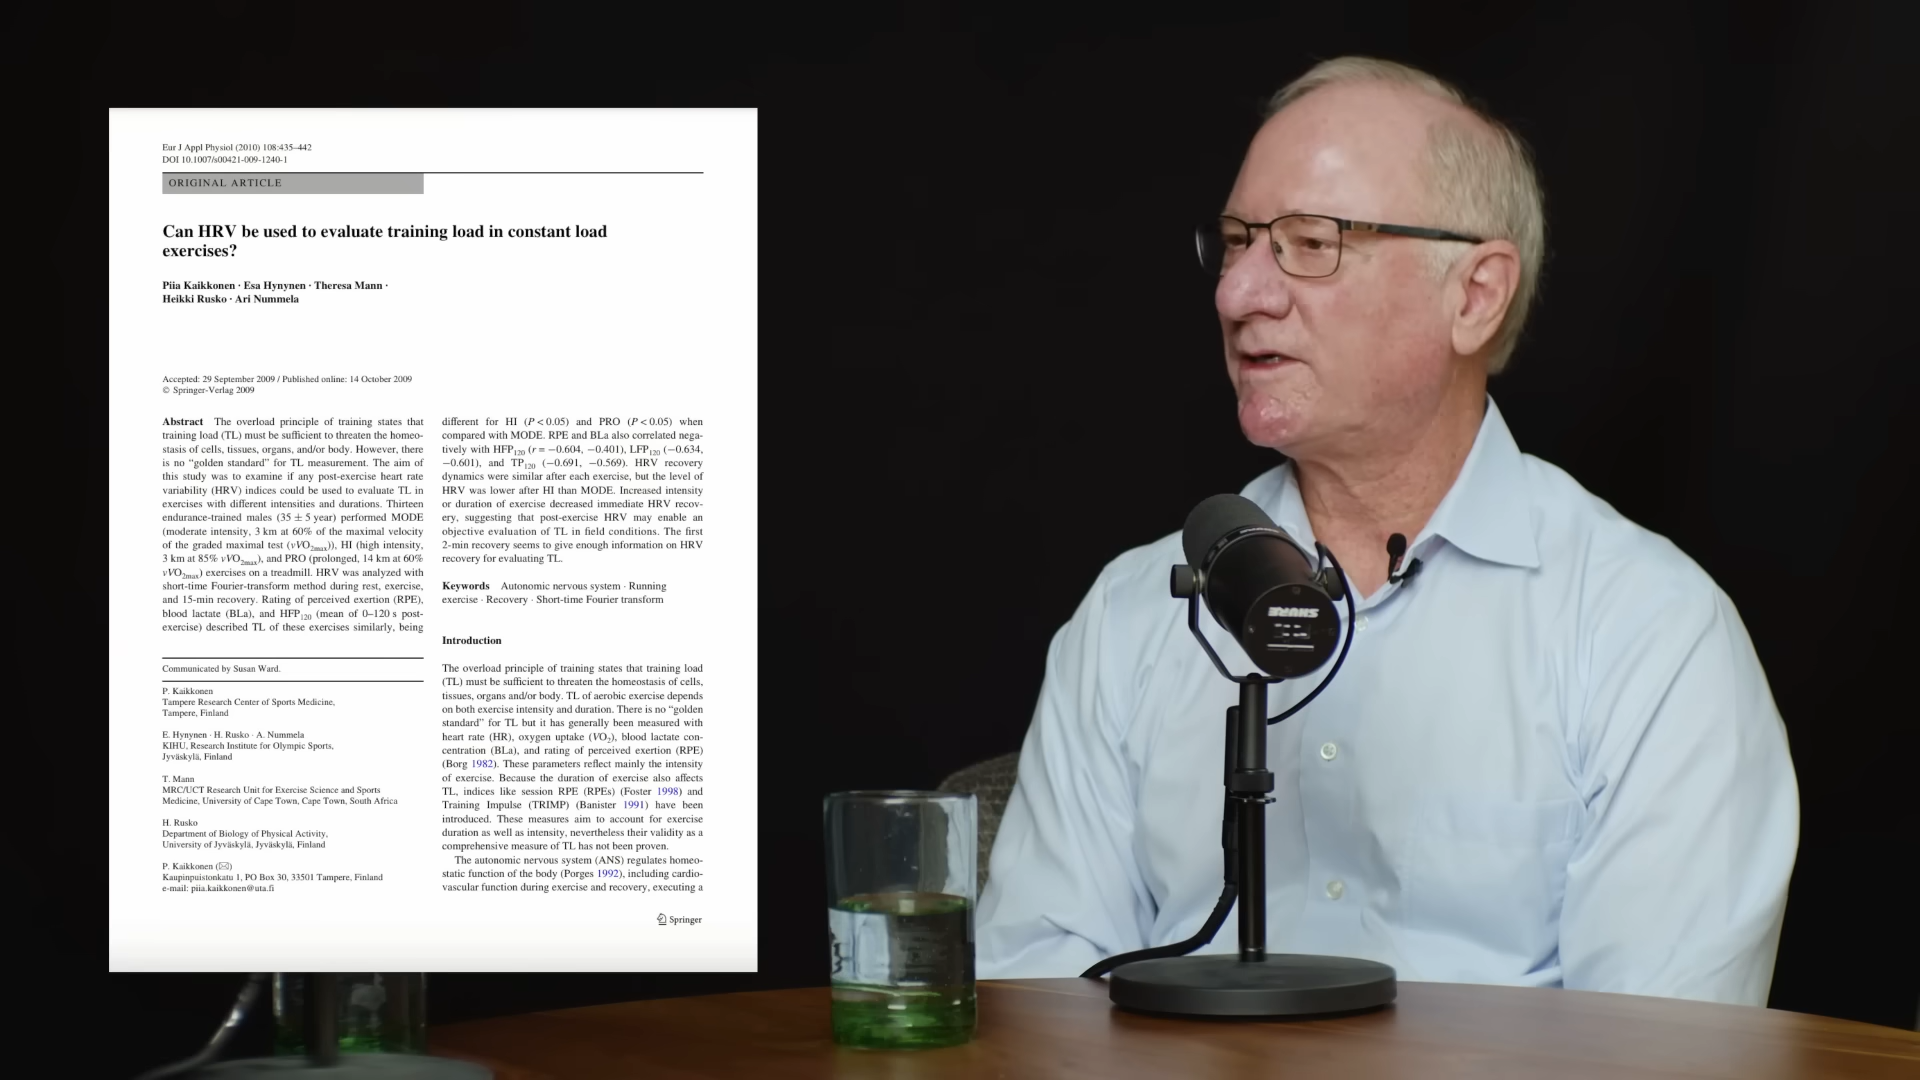 Eur J Appl Physiol (2010) 108:435–442
DOI 10.1007/s00421-009-1240-1
ORIGINAL ARTICLE
Can HRV be used to evaluate training load in constant load
exercises?
Piia Kaikkonen · Esa Hynynen · Theresa Mann ·
Heikki Rusko · Ari Nummela
Accepted: 29 September 2009 / Published online: 14 October 2009
© Springer-Verlag 2009
Abstract The overload principle of training states that
training load (TL) must be sufficient to threaten the homeo-
stasis of cells, tissues, organs, and/or body. However, there
is no “golden standard” for TL measurement. The aim of
this study was to examine if any post-exercise heart rate
variability (HRV) indices could be used to evaluate TL in
exercises with different intensities and durations. Thirteen
endurance-trained males (35 ± 5 year) performed MODE
(moderate intensity, 3 km at 60% of the maximal velocity
of the graded maximal test (vVO2max)), HI (high intensity,
3 km at 85% vVO2max), and PRO (prolonged, 14 km at 60%
vVO2max) exercises on a treadmill. HRV was analyzed with
short-time Fourier-transform method during rest, exercise,
and 15-min recovery. Rating of perceived exertion (RPE),
blood lactate (BLa), and HFP120 (mean of 0–120 s post-
exercise) described TL of these exercises similarly, being
different for HI (P < 0.05) and PRO (P < 0.05) when
compared with MODE. RPE and BLa also correlated nega-
tively with HFP120 (r = −0.604, −0.401), LFP120 (−0.634,
−0.601), and TP120 (−0.691, −0.569). HRV recovery
dynamics were similar after each exercise, but the level of
HRV was lower after HI than MODE. Increased intensity
or duration of exercise decreased immediate HRV recov-
ery, suggesting that post-exercise HRV may enable an
objective evaluation of TL in field conditions. The first
2-min recovery seems to give enough information on HRV
recovery for evaluating TL.
Keywords Autonomic nervous system · Running
exercise · Recovery · Short-time Fourier transform
Communicated by Susan Ward.
P. Kaikkonen
Tampere Research Center of Sports Medicine,
Tampere, Finland
E. Hynynen · H. Rusko · A. Nummela
KIHU, Research Institute for Olympic Sports,
Jyväskylä, Finland
T. Mann
MRC/UCT Research Unit for Exercise Science and Sports
Medicine, University of Cape Town, Cape Town, South Africa
H. Rusko
Department of Biology of Physical Activity,
University of Jyväskylä, Jyväskylä, Finland
P. Kaikkonen (✉)
Kaupinpuistonkatu 1, PO Box 30, 33501 Tampere, Finland
e-mail: piia.kaikkonen@uta.fi
Introduction
The overload principle of training states that training load
(TL) must be sufficient to threaten the homeostasis of cells,
tissues, organs and/or body. TL of aerobic exercise depends
on both exercise intensity and duration. There is no “golden
standard” for TL but it has generally been measured with
heart rate (HR), oxygen uptake (VO2), blood lactate con-
centration (BLa), and rating of perceived exertion (RPE)
(Borg 1982). These parameters reflect mainly the intensity
of exercise. Because the duration of exercise also affects
TL, indices like session RPE (RPEs) (Foster 1998) and
Training Impulse (TRIMP) (Banister 1991) have been
introduced. These measures aim to account for exercise
duration as well as intensity, nevertheless their validity as a
comprehensive measure of TL has not been proven.
The autonomic nervous system (ANS) regulates homeo-
static function of the body (Porges 1992), including cardio-
vascular function during exercise and recovery, executing a
Springer
SHURE